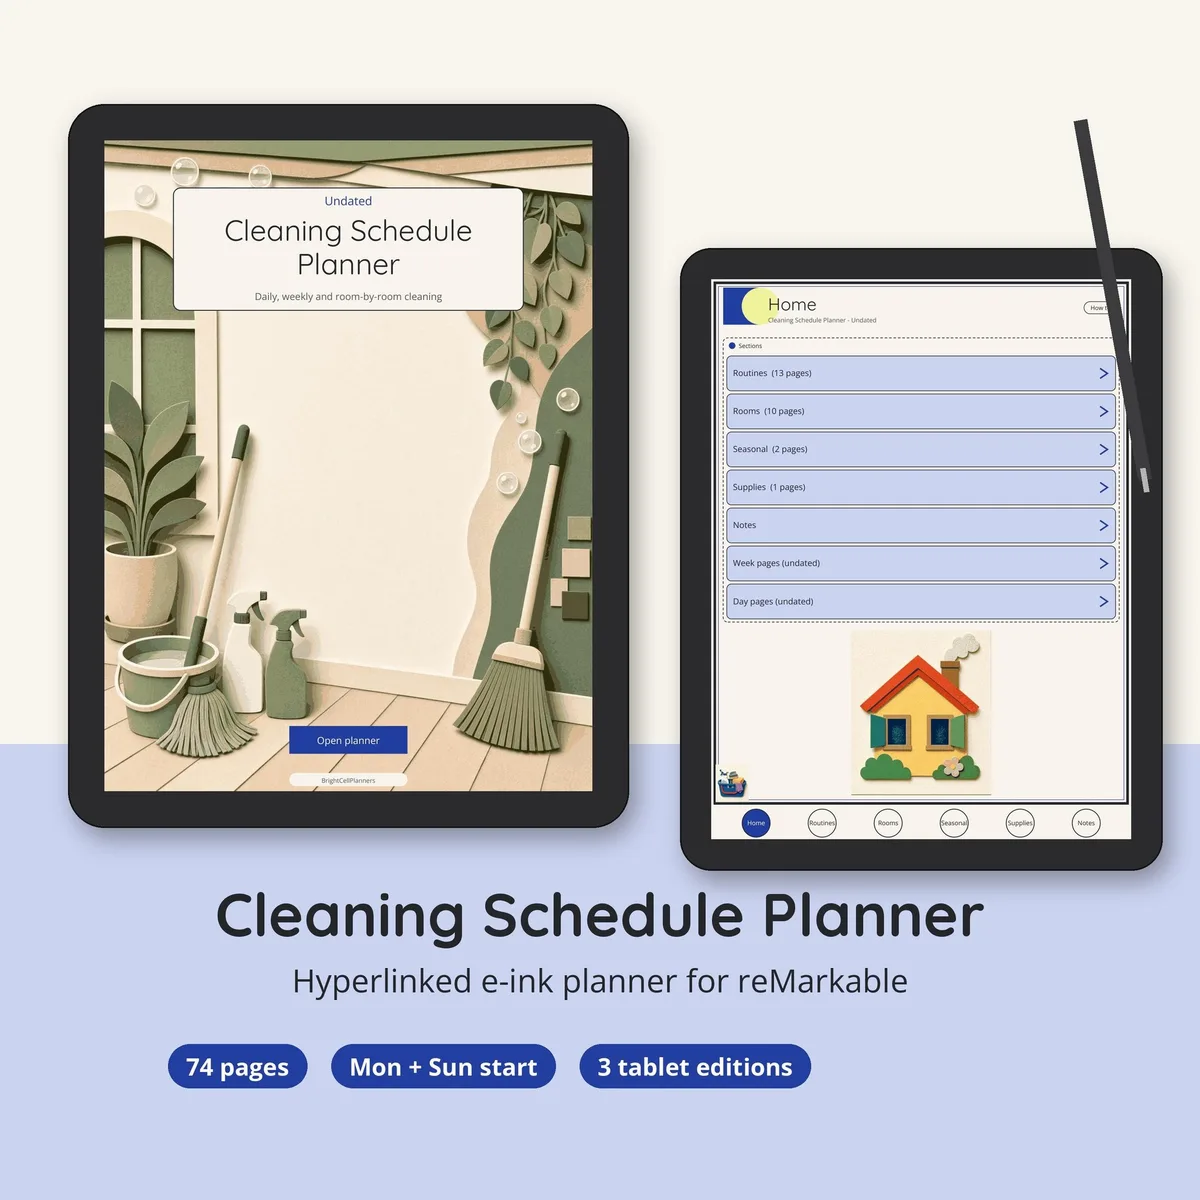 Undated
Cleaning Schedule
Planner
Daily, weekly and room-by-room cleaning
Open planner
BrightCellPlanners
Home
Cleaning Schedule Planner - Undated
How
Sections
Routines (13 pages)
Rooms (10 pages)
Seasonal (2 pages)
Supplies (1 pages)
Notes
Week pages (undated)
Day pages (undated)
Home
Routines
Rooms
Seasonal
Supplies
Notes
Cleaning Schedule Planner
Hyperlinked e-ink planner for reMarkable
74 pages
Mon + Sun start
3 tablet editions